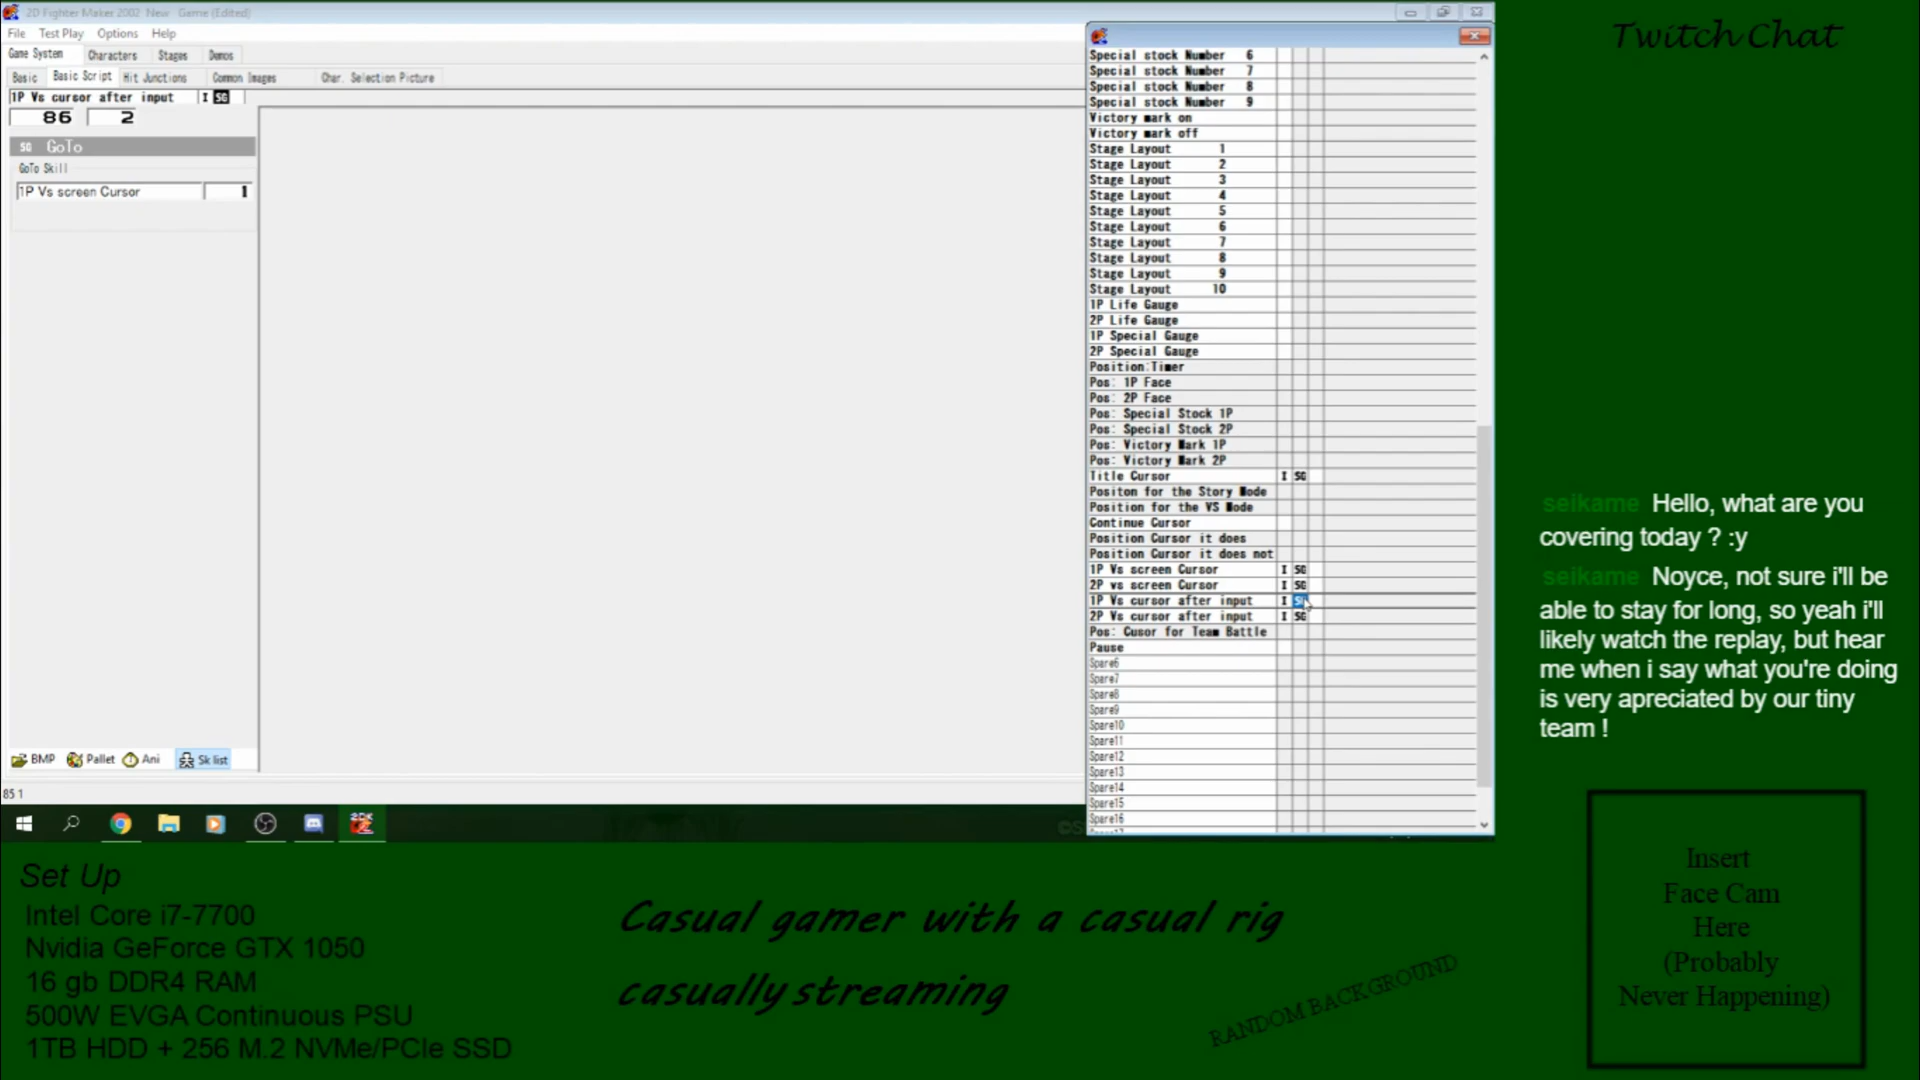 2D Fighter Maker 2002 New Game (Edited)
File Test Play Options Help
Game System Characters Stages Demos
Basic Basic Script Hit Junctions Common Images Char. Selection Picture
1P Vs cursor after input I SG
86 2
SG GoTo
GoTo Skill
1P Vs screen Cursor 1
BMP Pallet Ani Sk list
85 1
Special stock Number 6
Special stock Number 7
Special stock Number 8
Special stock Number 9
Victory mark on
Victory mark off
Stage Layout 1
Stage Layout 2
Stage Layout 3
Stage Layout 4
Stage Layout 5
Stage Layout 6
Stage Layout 7
Stage Layout 8
Stage Layout 9
Stage Layout 10
1P Life Gauge
2P Life Gauge
1P Special Gauge
2P Special Gauge
Position:Timer
Pos: 1P Face
Pos: 2P Face
Pos: Special Stock 1P
Pos: Special Stock 2P
Pos: Victory Mark 1P
Pos: Victory Mark 2P
Title Cursor I SG
Positon for the Story Mode
Position for the VS Mode
Continue Cursor
Position Cursor it does
Position Cursor it does not
1P Vs screen Cursor I SG
2P vs screen Cursor I SG
1P Vs cursor after input I SG
2P Vs cursor after input I SG
Pos: Cusor for Team Battle
Pause
Spare6
Spare7
Spare8
Spare9
Spare10
Spare11
Spare12
Spare13
Spare14
Spare15
Spare16
Twitch Chat
seikame Hello, what are you
covering today ? :y
seikame Noyce, not sure i'll be
able to stay for long, so yeah i'll
likely watch the replay, but hear
me when i say what you're doing
is very apreciated by our tiny
team !
Set Up
Intel Core i7-7700
Nvidia GeForce GTX 1050
16 gb DDR4 RAM
500W EVGA Continuous PSU
1TB HDD + 256 M.2 NVMe/PCIe SSD
Casual gamer with a casual rig
casually streaming
RANDOM BACKGROUND
Insert
Face Cam
Here
(Probably
Never Happening)